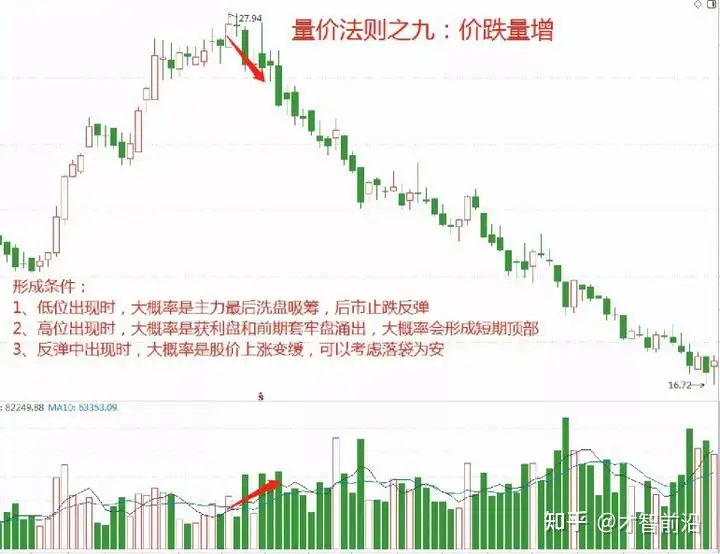 27.94
量价法则之九：价跌量增
形成条件：
1、低位出现时，大概率是主力最后洗盘吸筹，后市止跌反弹
2、高位出现时，大概率是获利盘和前期套牢盘涌出，大概率会形成短期顶部
3、反弹中出现时，大概率是股价上涨变缓，可以考虑落袋为安
16.72
ŝ
: 82249.88 MA10: 63353.09
知乎 @才智前沿